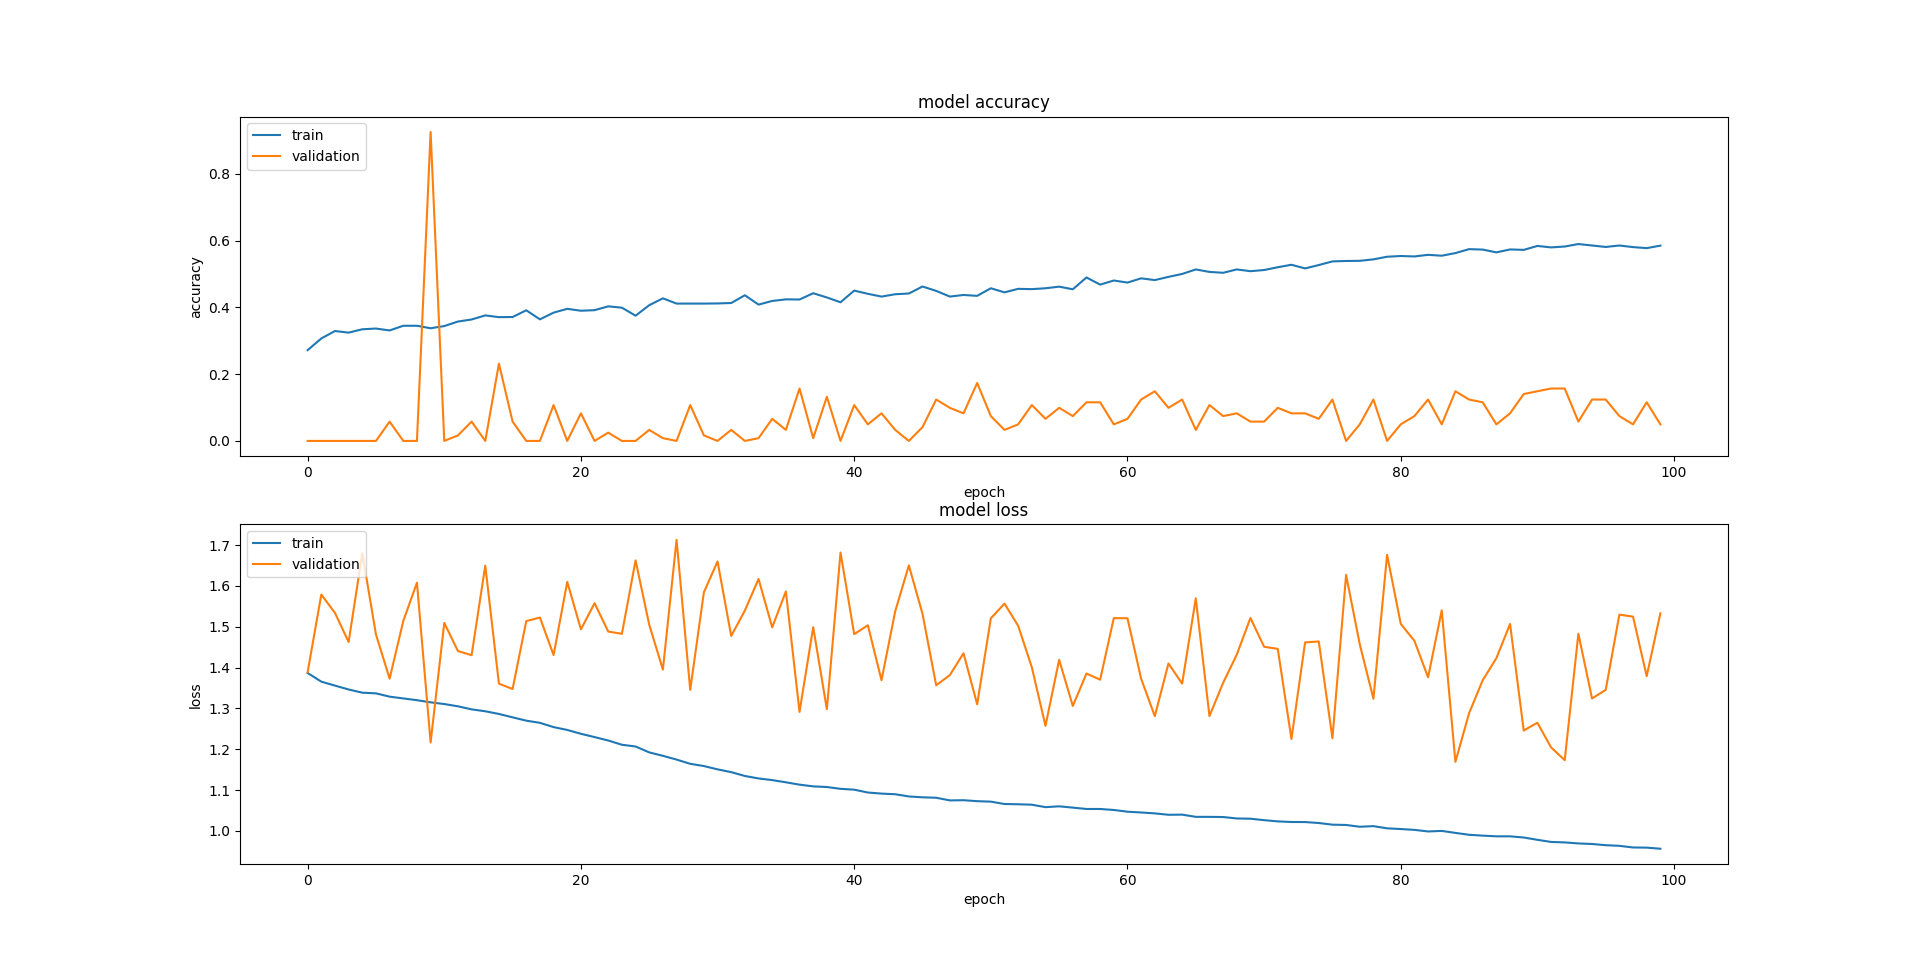 model accuracy
train
validation
0.8
0.6
0.4
0.2
0.0
accuracy
0 20 40 60 80 100
epoch
model loss
train
validation
1.7
1.6
1.5
1.4
1.3
1.2
1.1
1.0
loss
0 20 40 60 80 100
epoch